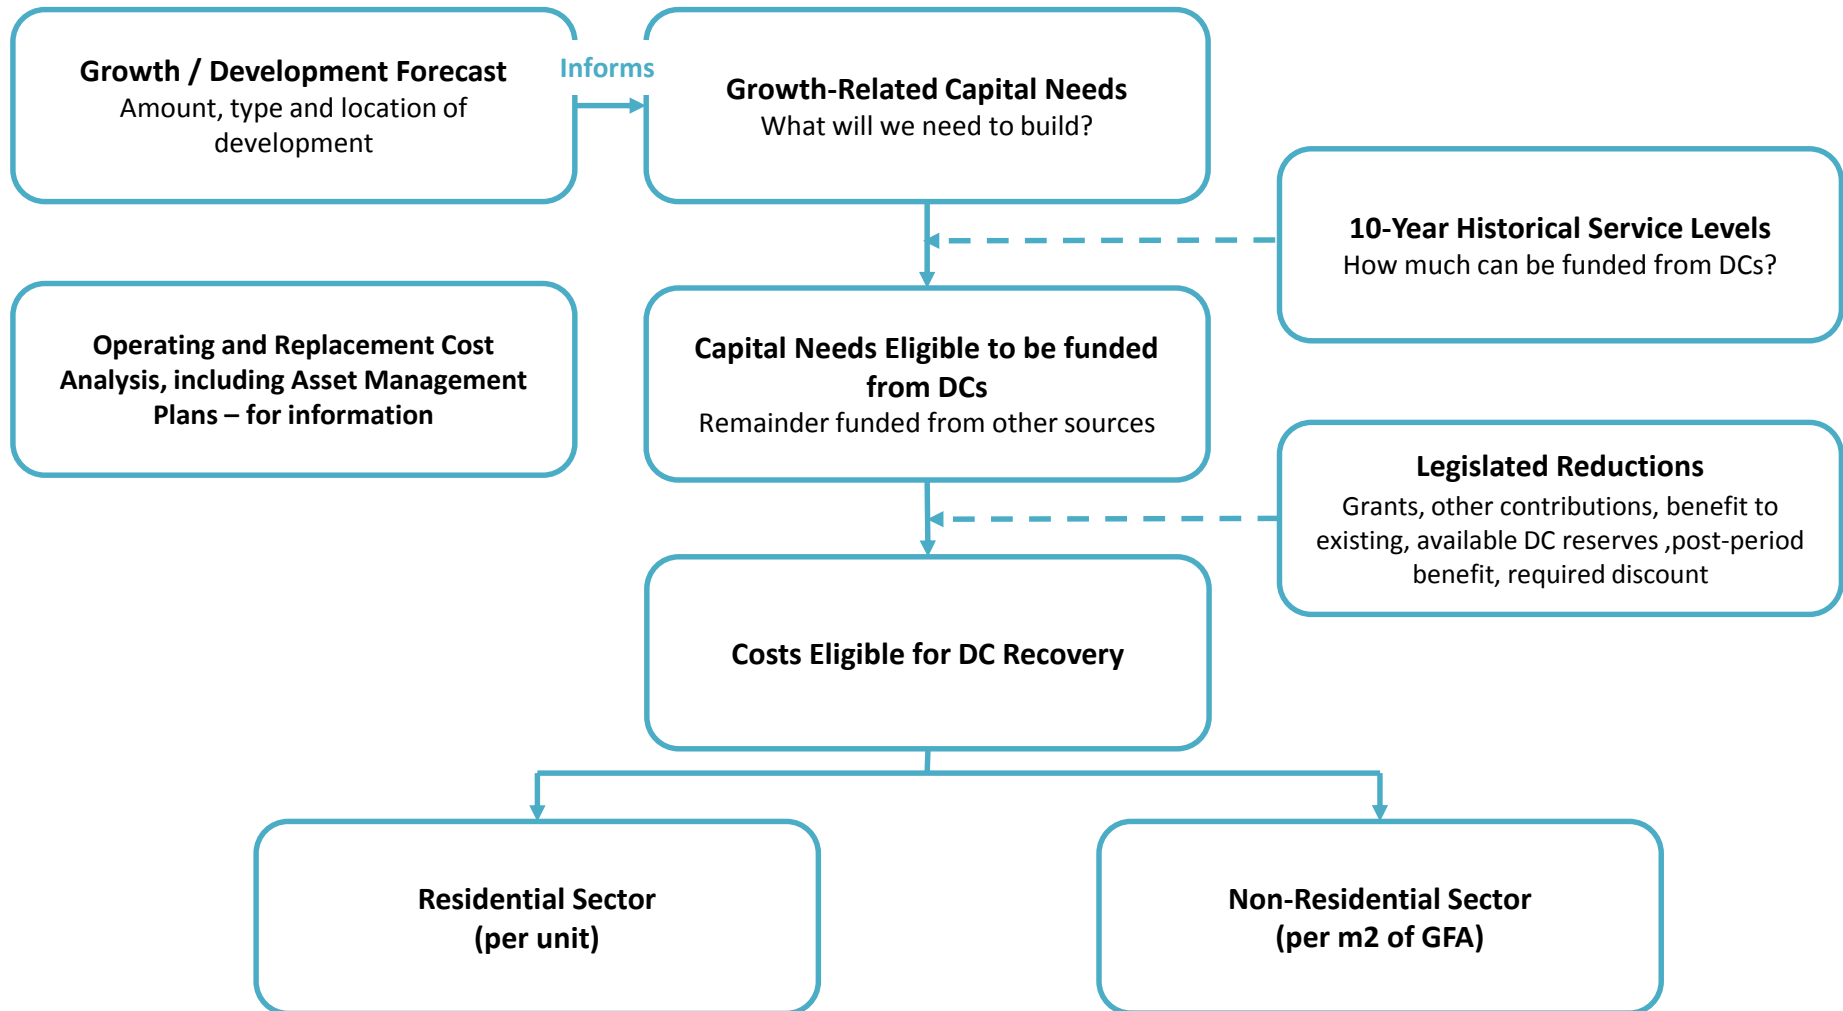 Growth / Development Forecast
Amount, type and location of
development
Informs
Growth-Related Capital Needs
What will we need to build?
10-Year Historical Service Levels
How much can be funded from DCs?
Operating and Replacement Cost
Analysis, including Asset Management
Plans – for information
Capital Needs Eligible to be funded
from DCs
Remainder funded from other sources
Legislated Reductions
Grants, other contributions, benefit to
existing, available DC reserves ,post-period
benefit, required discount
Costs Eligible for DC Recovery
Residential Sector
(per unit)
Non-Residential Sector
(per m2 of GFA)